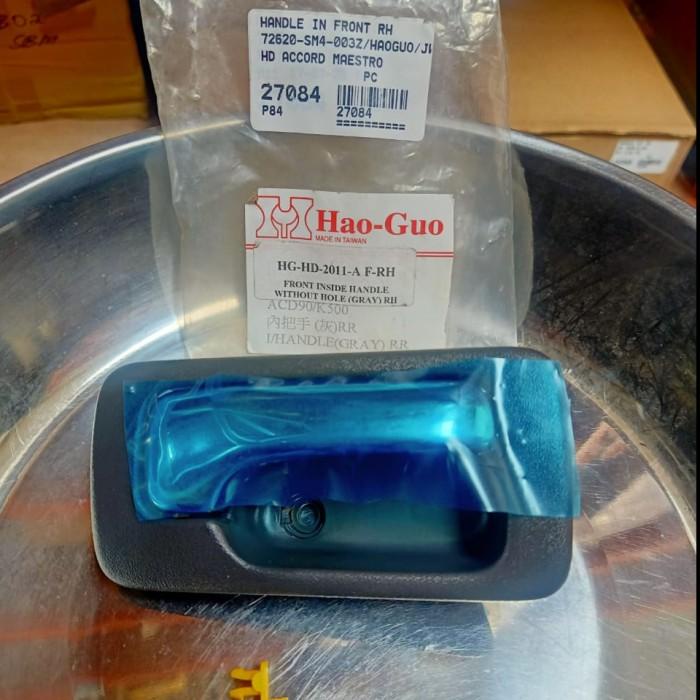 HANDLE IN FRONT RH
72620-SM4-003Z/HAOGUO/JW
HD ACCORD MAESTRO
PC
27084
P84
27084
==========
Hao-Guo
MADE IN TAIWAN
HG-HD-2011-A F-RH
FRONT INSIDE HANDLE
WITHOUT HOLE (GRAY) RH
ACD90/K500
內把手 (灰)RR
I/HANDLE(GRAY) RR